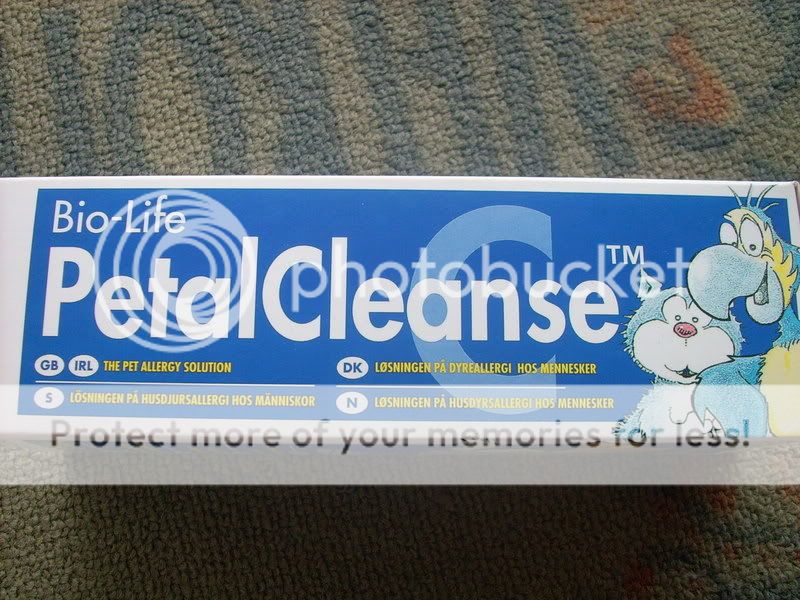 Bio-Life
PetalCleanse™
C
GB IRL THE PET ALLERGY SOLUTION
DK LØSNINGEN PÅ DYREALLERGI HOS MENNESKER
S LÖSNINGEN PÅ HUSDJURSALLERGI HOS MÄNNISKOR
N LØSNINGEN PÅ HUSDYRSALLERGI HOS MENNESKER
photobucket
Protect more of your memories for less!